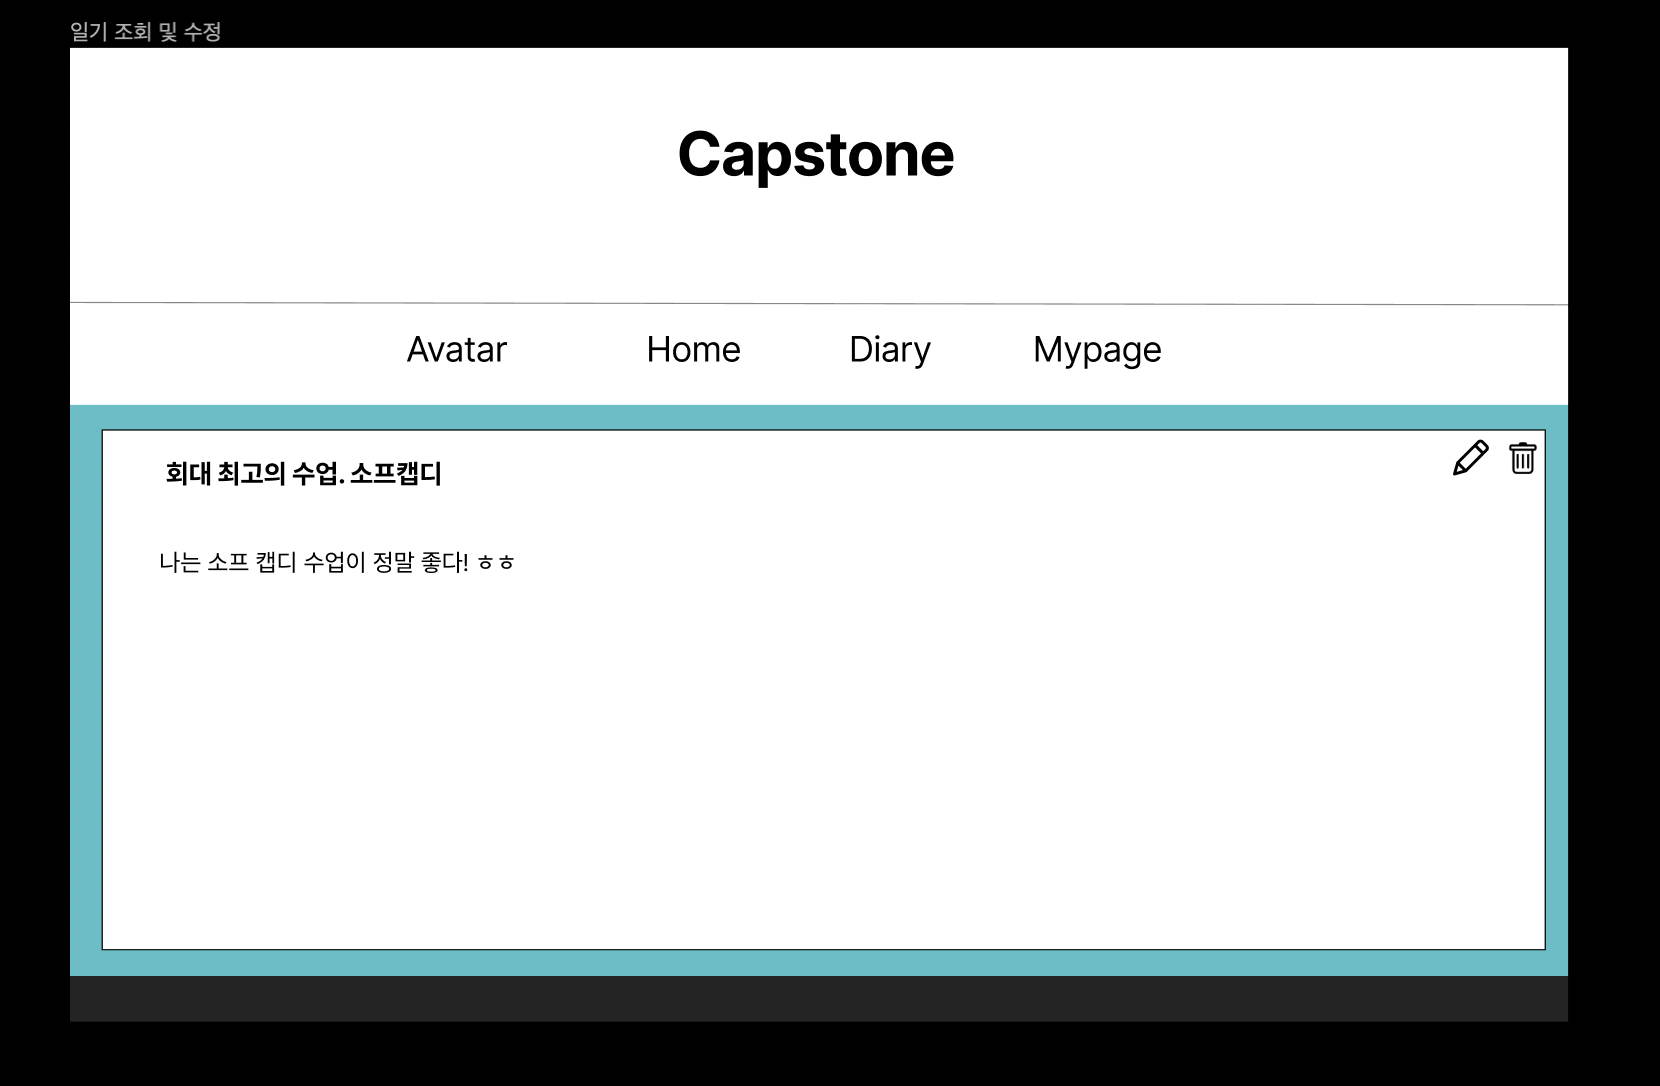 일기 조회 및 수정
Capstone
Avatar Home Diary Mypage
회대 최고의 수업. 소프캡디
나는 소프 캡디 수업이 정말 좋다! ㅎㅎ